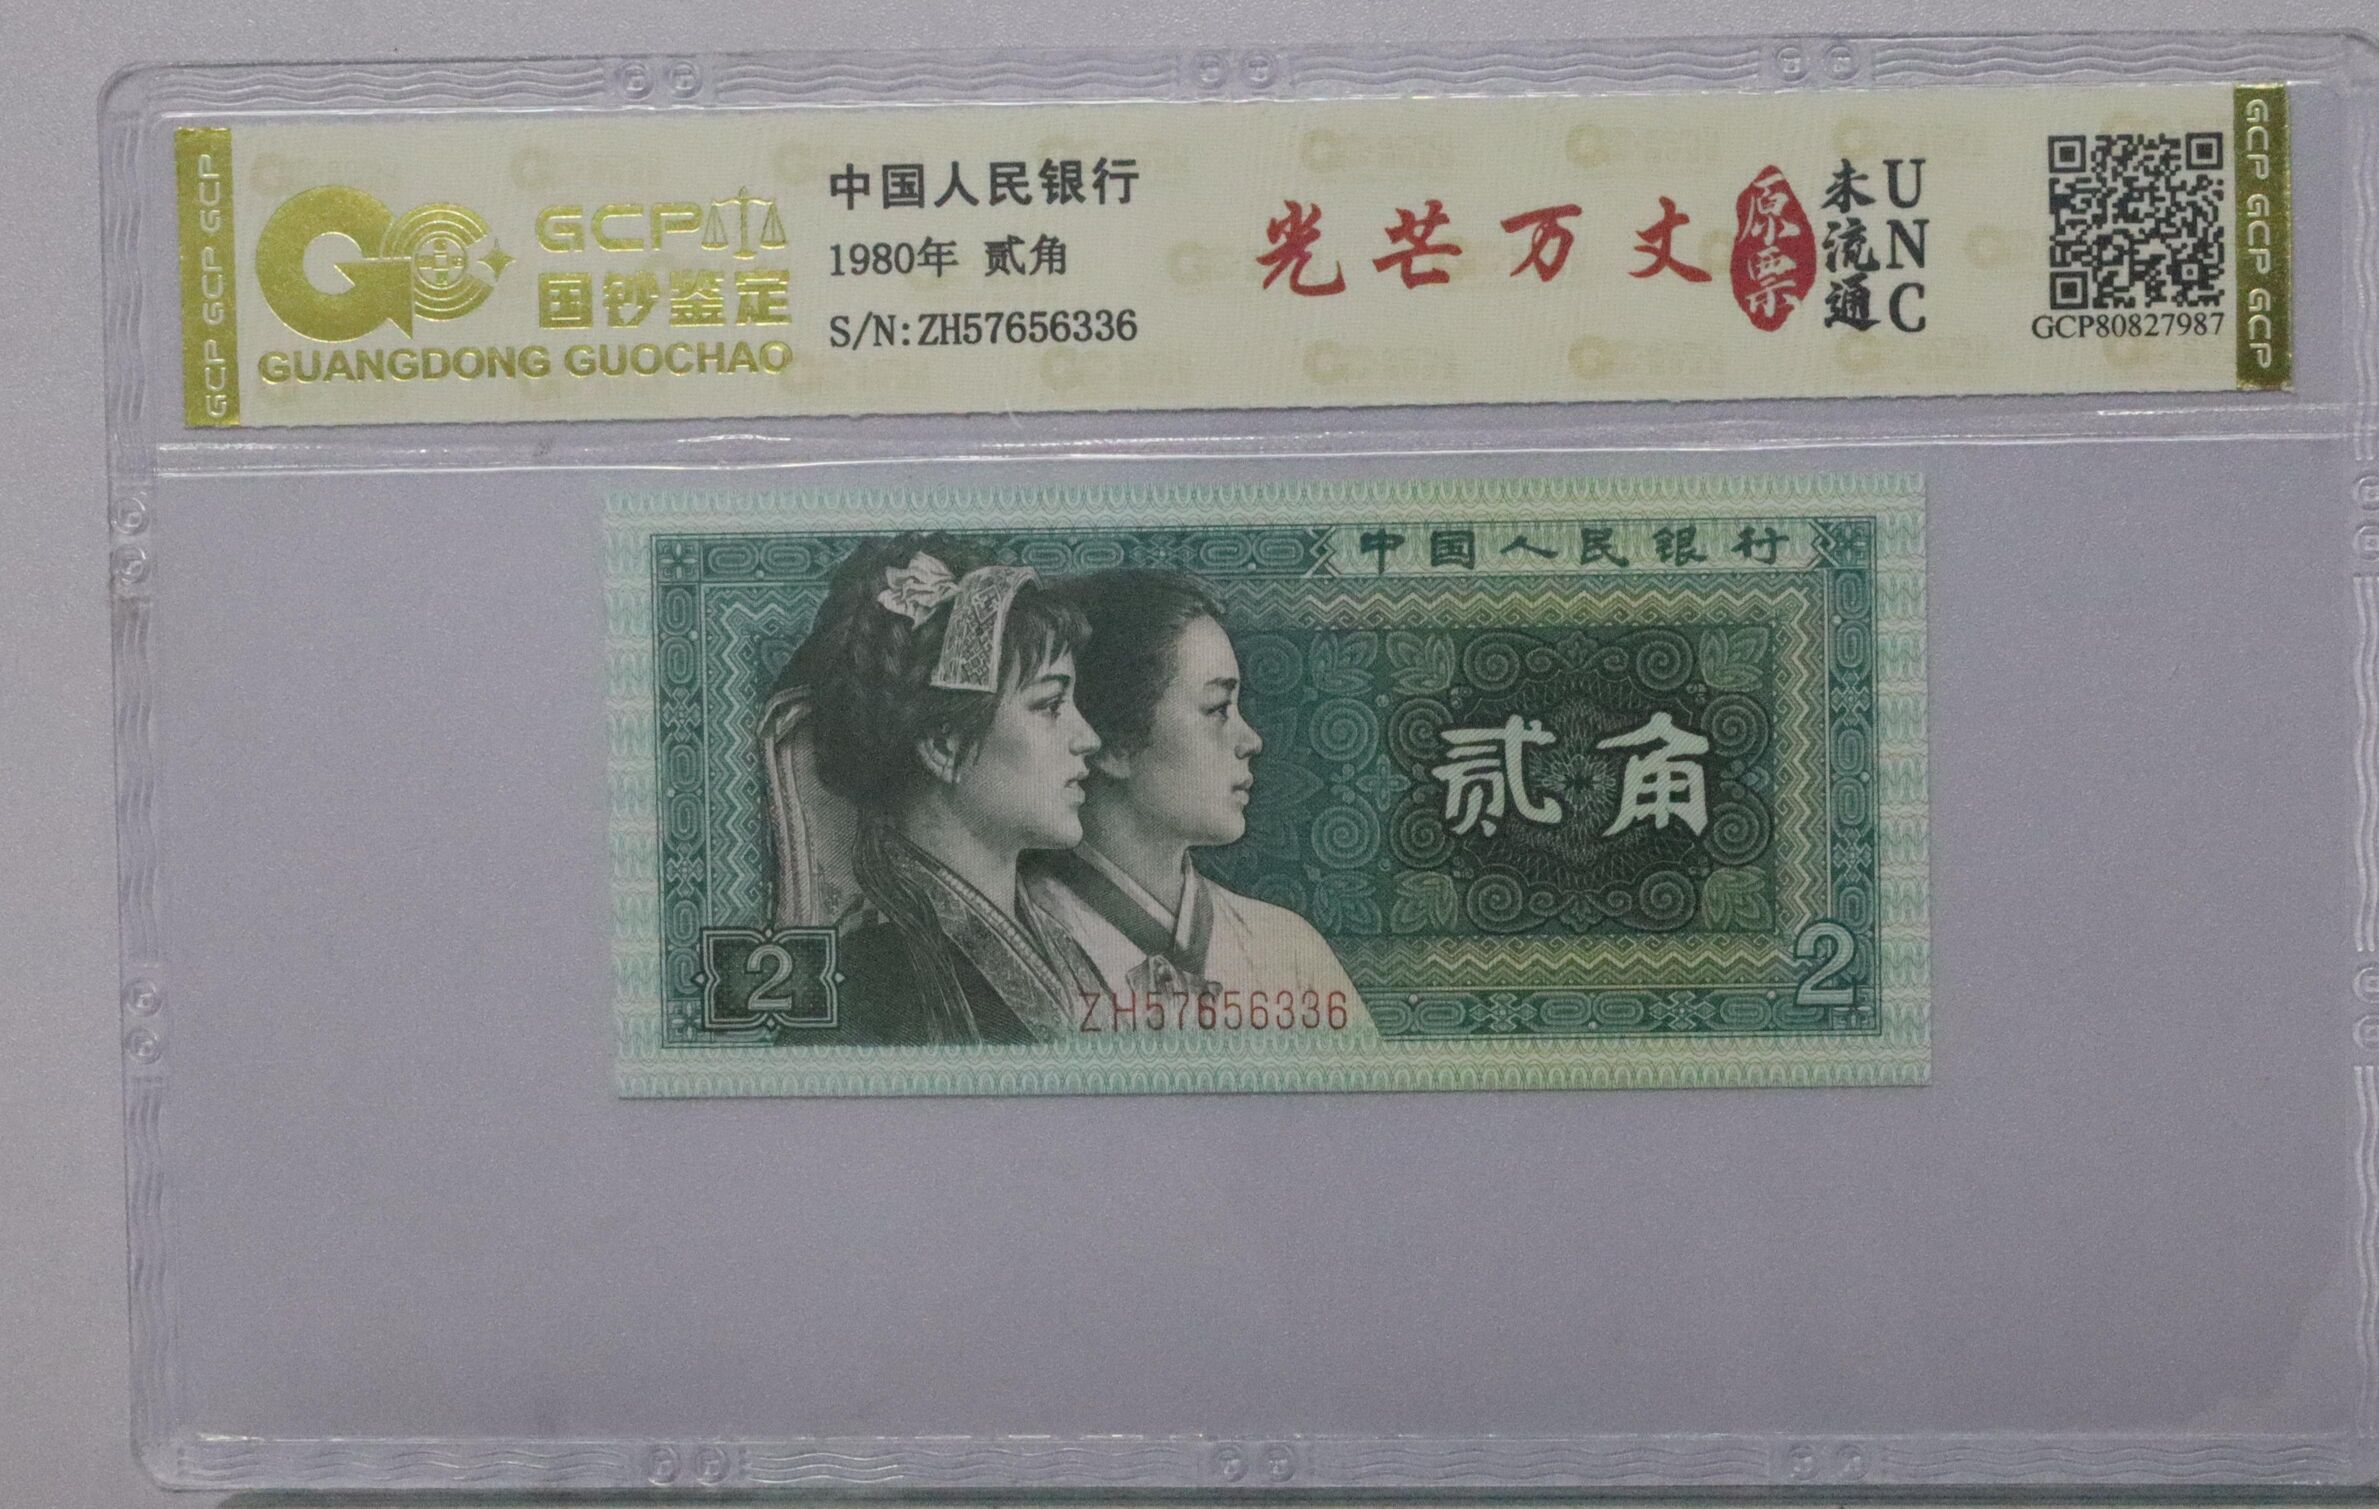 GCP GCP GCP
GCP
国钞鉴定
GUANGDONG GUOCHAO
中国人民银行
1980年 贰角
S/N:ZH57656336
光芒万丈
原票
未流通
UNC
GCP80827987
GCP GCP GCP
中国人民银行
贰角
2
2
ZH57656336